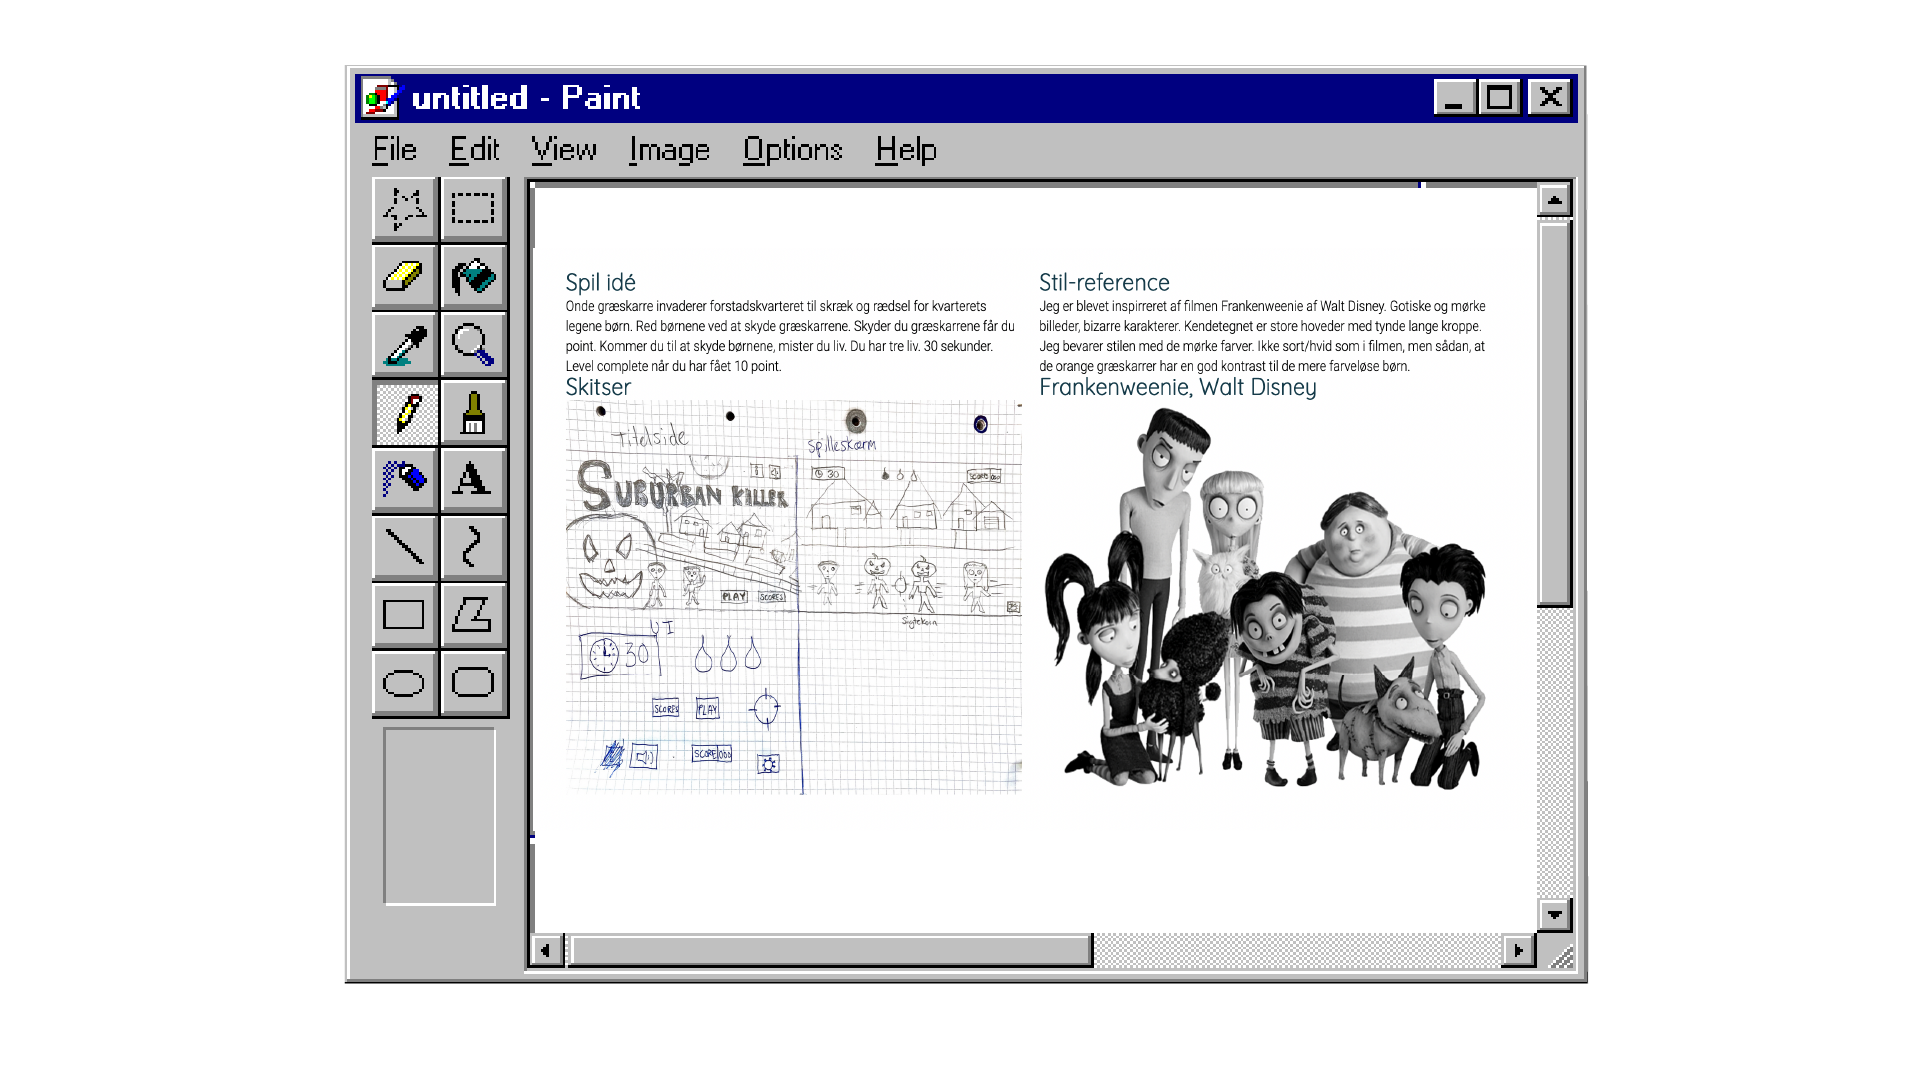 untitled - Paint
File Edit View Image Options Help
Spil idé
Onde græskarre invaderer forstadskvarteret til skræk og rædsel for kvarterets
legene børn. Red børnene ved at skyde græskarrene. Skyder du græskarrene får du
point. Kommer du til at skyde børnene, mister du liv. Du har tre liv. 30 sekunder.
Level complete når du har fået 10 point.
Skitser
Titelside
Spilleskærm
SUBURBAN KILLER
30
SCORE 000
PLAY
SCORES
Sigtekorn
UI
30
SCORES
PLAY
SCORE 000
Stil-reference
Jeg er blevet inspirreret af filmen Frankenweenie af Walt Disney. Gotiske og mørke
billeder, bizarre karakterer. Kendetegnet er store hoveder med tynde lange kroppe.
Jeg bevarer stilen med de mørke farver. Ikke sort/hvid som i filmen, men sådan, at
de orange græskarrer har en god kontrast til de mere farveløse børn.
Frankenweenie, Walt Disney
A